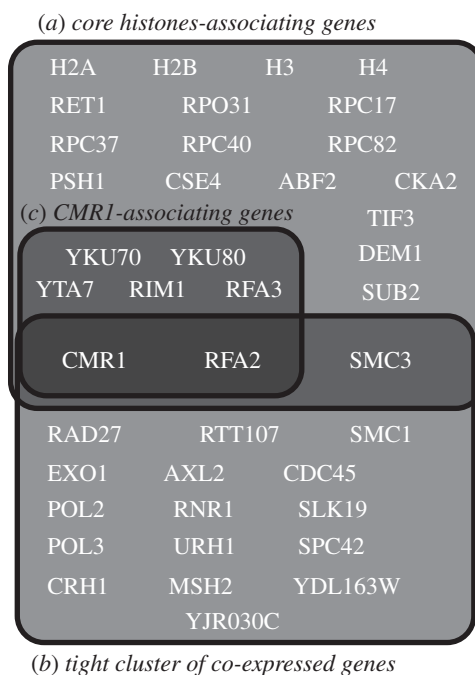 (a) core histones-associating genes
H2A H2B H3 H4
RET1 RPO31 RPC17
RPC37 RPC40 RPC82
PSH1 CSE4 ABF2 CKA2
(c) CMR1-associating genes TIF3
YKU70 YKU80 DEM1
YTA7 RIM1 RFA3 SUB2
CMR1 RFA2 SMC3
RAD27 RTT107 SMC1
EXO1 AXL2 CDC45
POL2 RNR1 SLK19
POL3 URH1 SPC42
CRH1 MSH2 YDL163W
YJR030C
(b) tight cluster of co-expressed genes